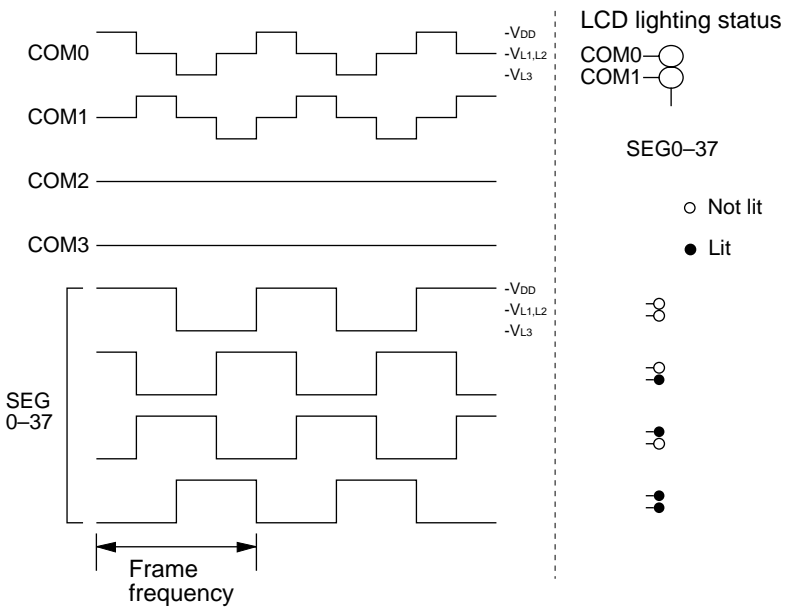 LCD lighting status
COM0
-VDD
-VL1,L2
-VL3
COM0
COM1
COM1
SEG0–37
COM2
Not lit
COM3
Lit
-VDD
-VL1,L2
-VL3
SEG
0–37
Frame
frequency